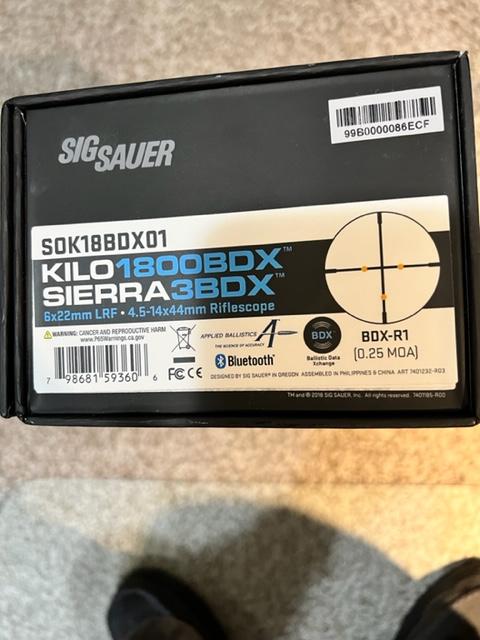 SIG SAUER
99B0000086ECF
SOK18BDX01
KILO1800BDX™
SIERRA3BDX™
6x22mm LRF • 4.5-14x44mm Riflescope
WARNING: CANCER AND REPRODUCTIVE HARM
www.P65Warnings.ca.gov
7 98681 59360 6
APPLIED BALLISTICS
THE SCIENCE OF ACCURACY
A
BDX
Ballistic Data
Xchange
BDX-R1
(0.25 MOA)
FC CE
Bluetooth®
DESIGNED BY SIG SAUER® IN OREGON ASSEMBLED IN PHILIPPINES & CHINA ART 7401232-R03
TM and © 2018 SIG SAUER, Inc. All rights reserved. 7407185-R00